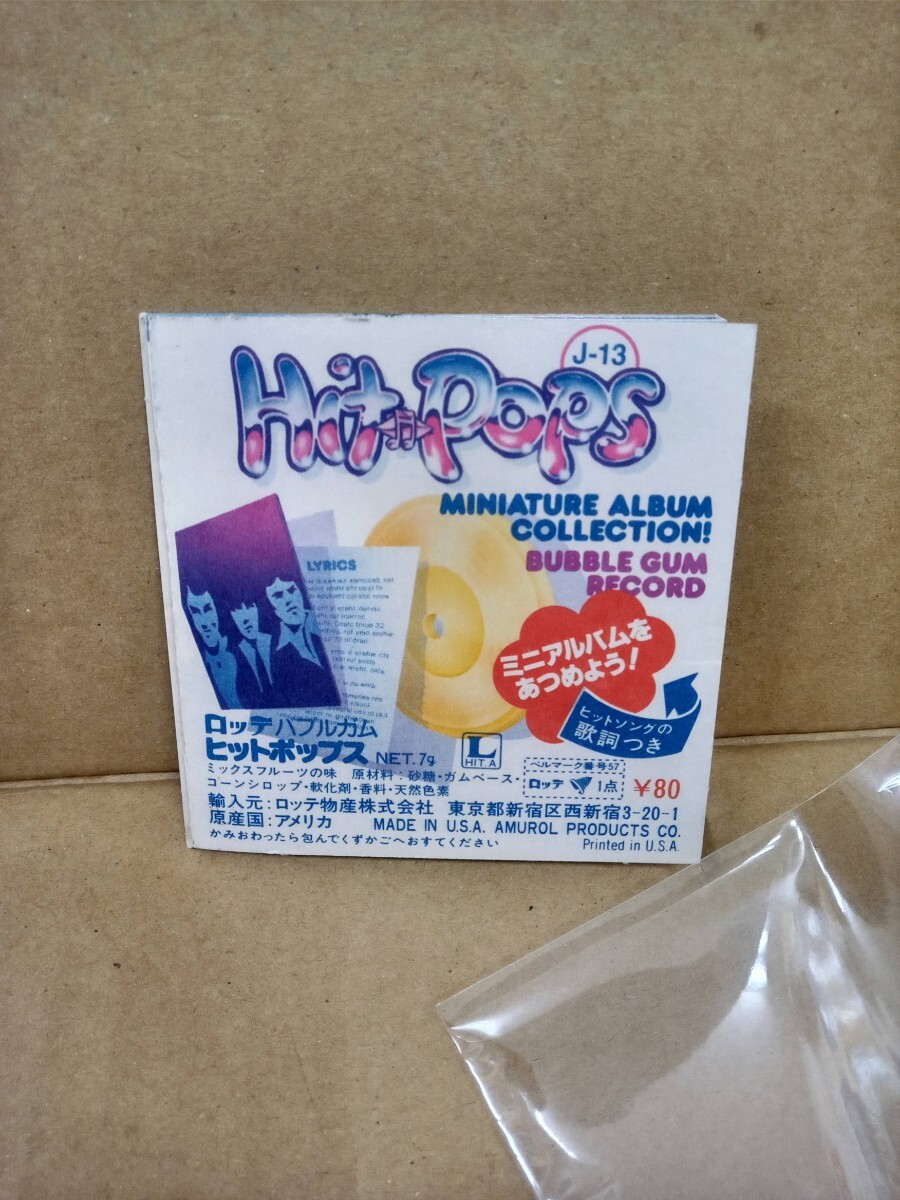 J-13
Hit Pops
MINIATURE ALBUM
COLLECTION!
BUBBLE GUM
RECORD
LYRICS
ミニアルバムを
あつめよう!
ヒットソングの
歌詞つき
ロッテバブルガム
ヒットポップス NET.7g
L
HIT.A
ベルマーク番号57
ロッテ 1点
¥80
ミックスフルーツの味 原材料:砂糖・ガムベース・
コーンシロップ・軟化剤・香料・天然色素
輸入元:ロッテ物産株式会社 東京都新宿区西新宿3-20-1
原産国:アメリカ MADE IN U.S.A. AMUROL PRODUCTS CO.
かみおわったら包んでくずかごへおすてください Printed in U.S.A.